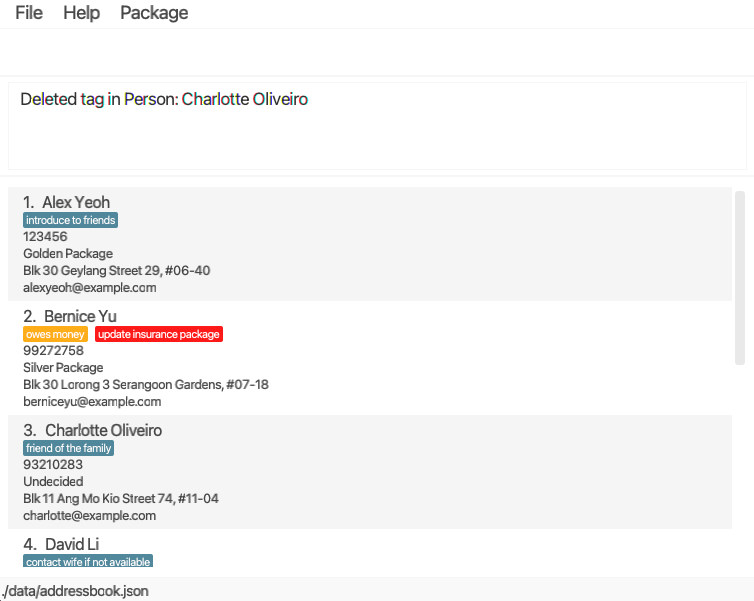 File Help Package
Deleted tag in Person: Charlotte Oliveiro
1. Alex Yeoh
introduce to friends
123456
Golden Package
Blk 30 Geylang Street 29, #06-40
alexyeoh@example.com
2. Bernice Yu
owes money update insurance package
99272758
Silver Package
Blk 30 Lorong 3 Serangoon Gardens, #07-18
berniceyu@example.com
3. Charlotte Oliveiro
friend of the family
93210283
Undecided
Blk 11 Ang Mo Kio Street 74, #11-04
charlotte@example.com
4. David Li
contact wife if not available
./data/addressbook.json